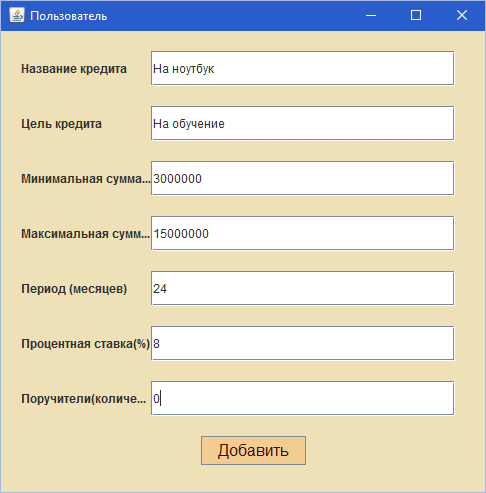 Пользователь
Название кредита На ноутбук
Цель кредита На обучение
Минимальная сумма... 3000000
Максимальная сумм... 15000000
Период (месяцев) 24
Процентная ставка(%) 8
Поручители(количе... 0
Добавить